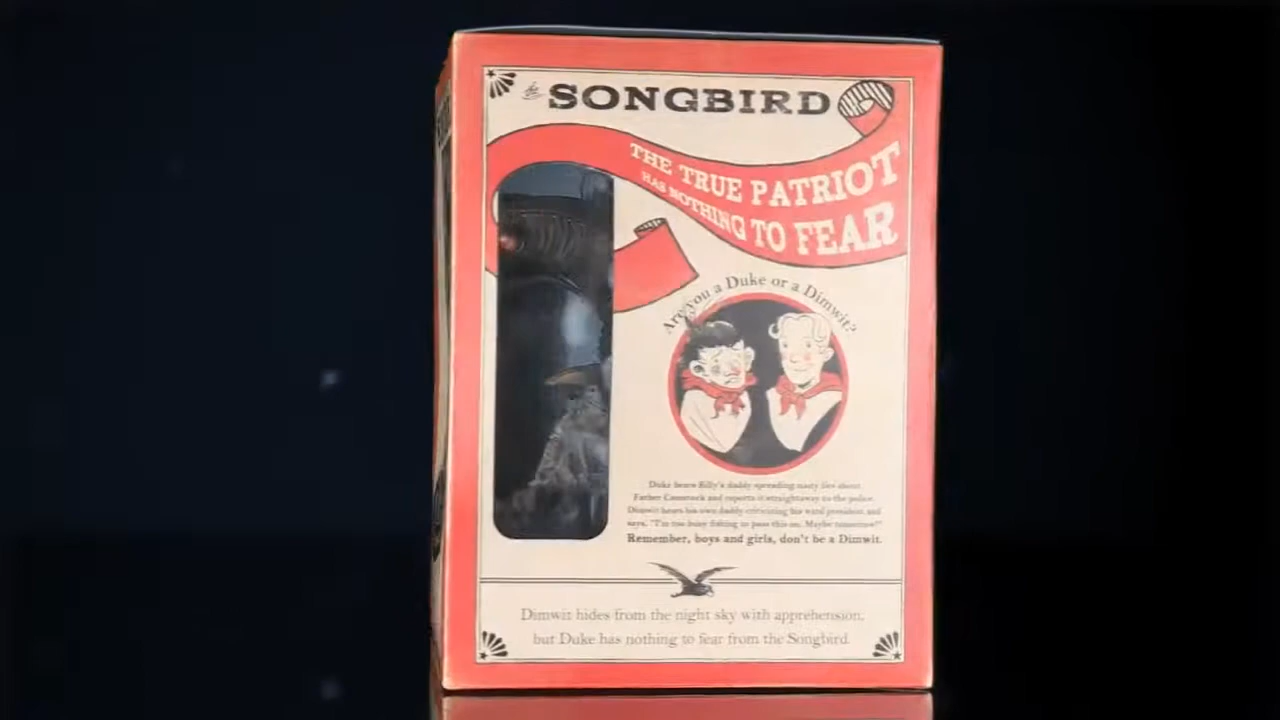 the SONGBIRD
THE TRUE PATRIOT
HAS NOTHING TO FEAR
Are you a Duke or a Dimwit?
Duke hears Billy's daddy spreading nasty lies about
Father Comstock and reports it straightaway to the police.
Dimwit hears his own daddy criticizing his ward president and
says, "I'm too busy fishing to pass this on. Maybe tomorrow!"
Remember, boys and girls, don't be a Dimwit.
Dimwit hides from the night sky with apprehension,
but Duke has nothing to fear from the Songbird.